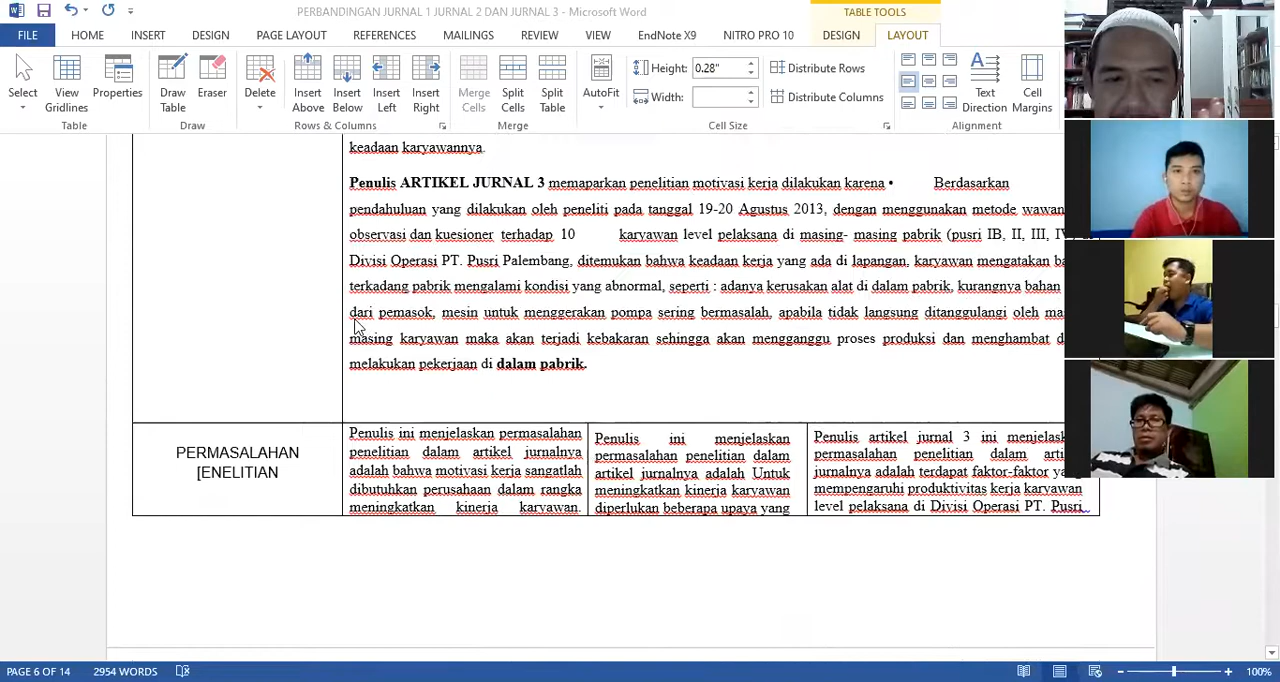 PERBANDINGAN JURNAL 1 JURNAL 2 DAN JURNAL 3 - Microsoft Word
TABLE TOOLS
FILE HOME INSERT DESIGN PAGE LAYOUT REFERENCES MAILINGS REVIEW VIEW EndNote X9 NITRO PRO 10 DESIGN LAYOUT
Height: 0.28" Distribute Rows
Width: Distribute Columns
Select View Gridlines Properties Draw Table Eraser Delete Insert Above Insert Below Insert Left Insert Right Merge Cells Split Cells Split Table AutoFit Text Direction Cell Margins
Table Draw Rows & Columns Merge Cell Size Alignment
keadaan karyawannya.
Penulis ARTIKEL JURNAL 3 memaparkan penelitian motivasi kerja dilakukan karena • Berdasarkan
pendahuluan yang dilakukan oleh peneliti pada tanggal 19-20 Agustus 2013, dengan menggunakan metode
observasi dan kuesioner terhadap 10 karyawan level pelaksana di masing- masing pabrik (pusri IB, II, III,
Divisi Operasi PT. Pusri Palembang, ditemukan bahwa keadaan kerja yang ada di lapangan, karyawan mengatakan
terkadang pabrik mengalami kondisi yang abnormal, seperti : adanya kerusakan alat di dalam pabrik, kurangnya bahan
dari pemasok, mesin untuk menggerakan pompa sering bermasalah, apabila tidak langsung ditanggulangi oleh
masing karyawan maka akan terjadi kebakaran sehingga akan mengganggu proses produksi dan menghambat
melakukan pekerjaan di dalam pabrik.
PERMASALAHAN
[ENELITIAN
Penulis ini menjelaskan permasalahan
penelitian dalam artikel jurnalnya
adalah bahwa motivasi kerja sangatlah
dibutuhkan perusahaan dalam rangka
meningkatkan kinerja karyawan.
Penulis ini menjelaskan
permasalahan penelitian dalam
artikel jurnalnya adalah Untuk
meningkatkan kinerja karyawan
diperlukan beberapa upaya yang
Penulis artikel jurnal 3 ini
permasalahan penelitian dalam
jurnalnya adalah terdapat faktor-faktor
mempengaruhi produktivitas kerja karyawan
level pelaksana di Divisi Operasi PT. Pusri
PAGE 6 OF 14 2954 WORDS 100%